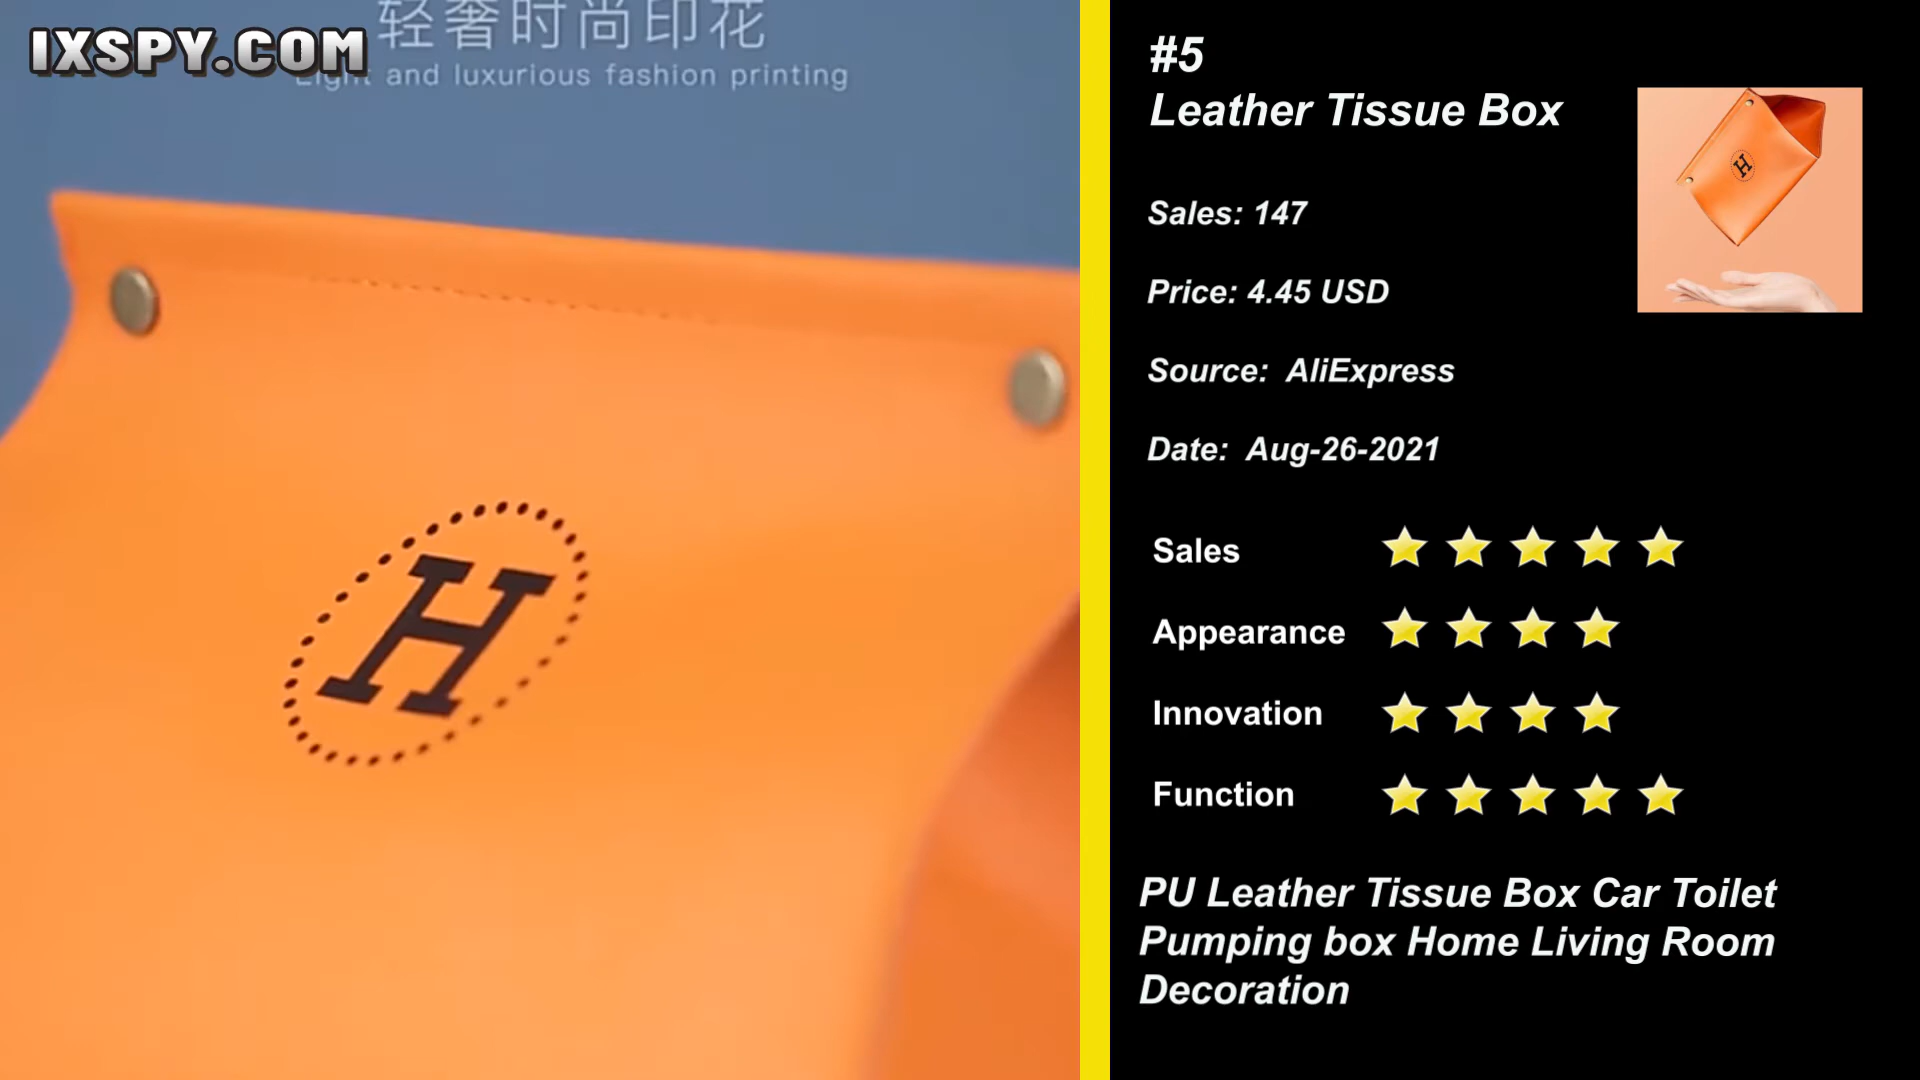 IXSPY.COM
轻奢时尚印花
Light and luxurious fashion printing
H
#5
Leather Tissue Box
H
Sales: 147
Price: 4.45 USD
Source: AliExpress
Date: Aug-26-2021
Sales
Appearance
Innovation
Function
PU Leather Tissue Box Car Toilet
Pumping box Home Living Room
Decoration